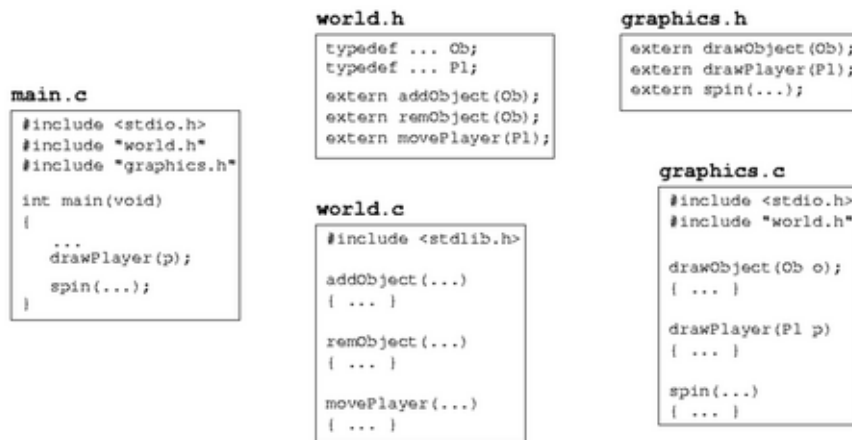 main.c
#include <stdio.h>
#include "world.h"
#include "graphics.h"
int main(void)
{
...
drawPlayer(p);
spin(...);
}
world.h
typedef ... Ob;
typedef ... Pl;
extern addObject(Ob);
extern remObject(Ob);
extern movePlayer(Pl);
world.c
#include <stdlib.h>
addObject(...)
{ ... }
remObject(...)
{ ... }
movePlayer(...)
{ ... }
graphics.h
extern drawObject(Ob);
extern drawPlayer(Pl);
extern spin(...);
graphics.c
#include <stdio.h>
#include "world.h"
drawObject(Ob o);
{ ... }
drawPlayer(Pl p)
{ ... }
spin(...)
{ ... }